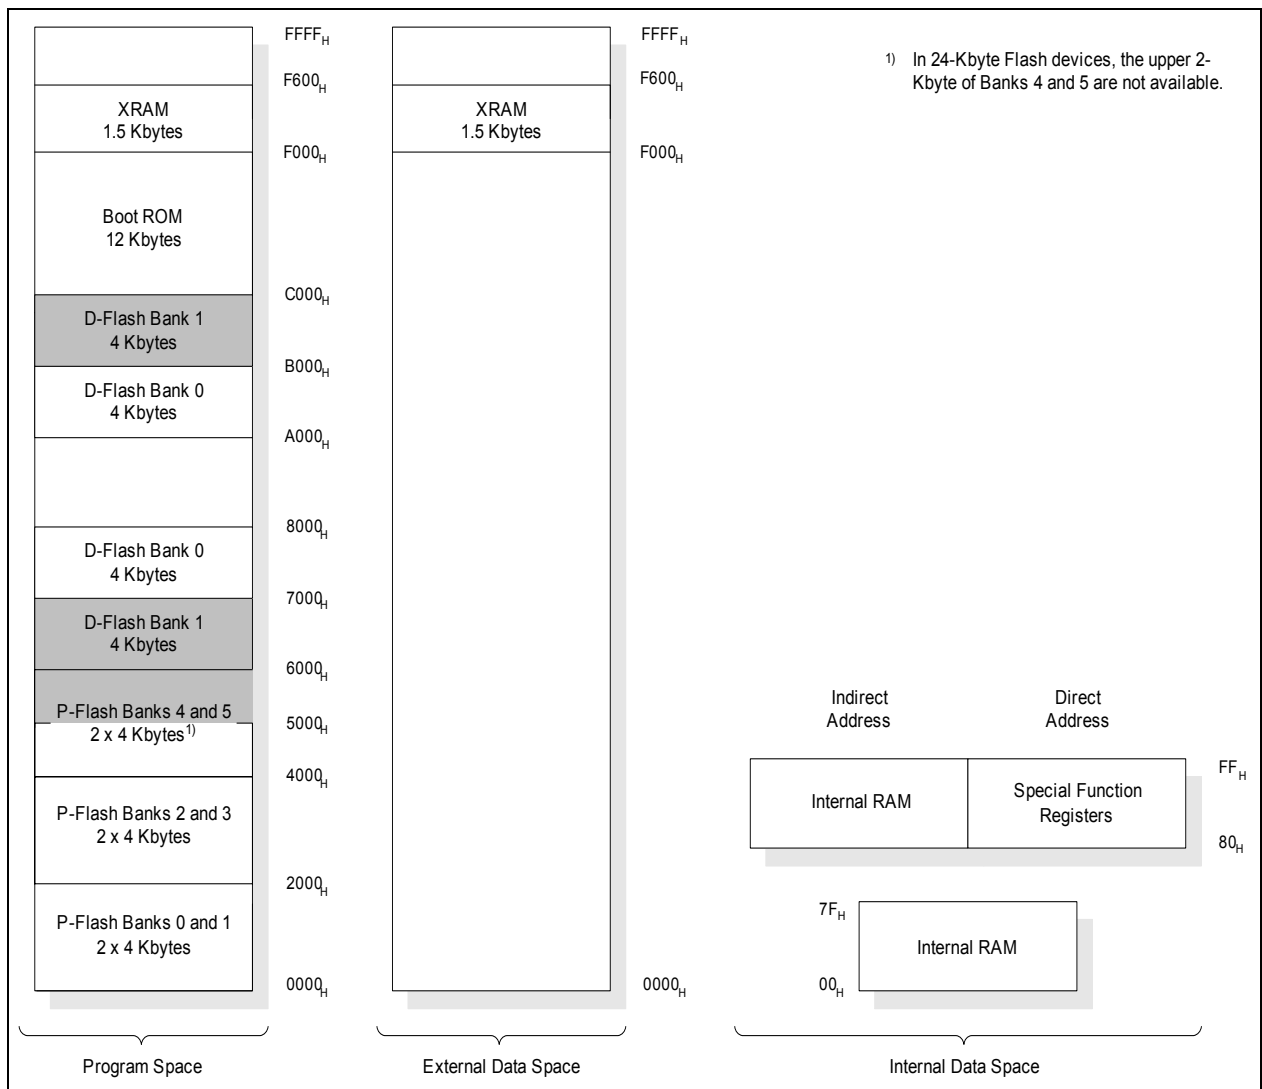 FFFFH
F600H
XRAM
1.5 Kbytes
F000H
Boot ROM
12 Kbytes
C000H
D-Flash Bank 1
4 Kbytes
B000H
D-Flash Bank 0
4 Kbytes
A000H
8000H
D-Flash Bank 0
4 Kbytes
7000H
D-Flash Bank 1
4 Kbytes
6000H
P-Flash Banks 4 and 5
2 x 4 Kbytes1)
5000H
4000H
P-Flash Banks 2 and 3
2 x 4 Kbytes
2000H
P-Flash Banks 0 and 1
2 x 4 Kbytes
0000H
Program Space
FFFFH
F600H
XRAM
1.5 Kbytes
F000H
0000H
External Data Space
1) In 24-Kbyte Flash devices, the upper 2-
Kbyte of Banks 4 and 5 are not available.
Indirect
Address
Direct
Address
Internal RAM
Special Function
Registers
FFH
80H
7FH
Internal RAM
00H
Internal Data Space